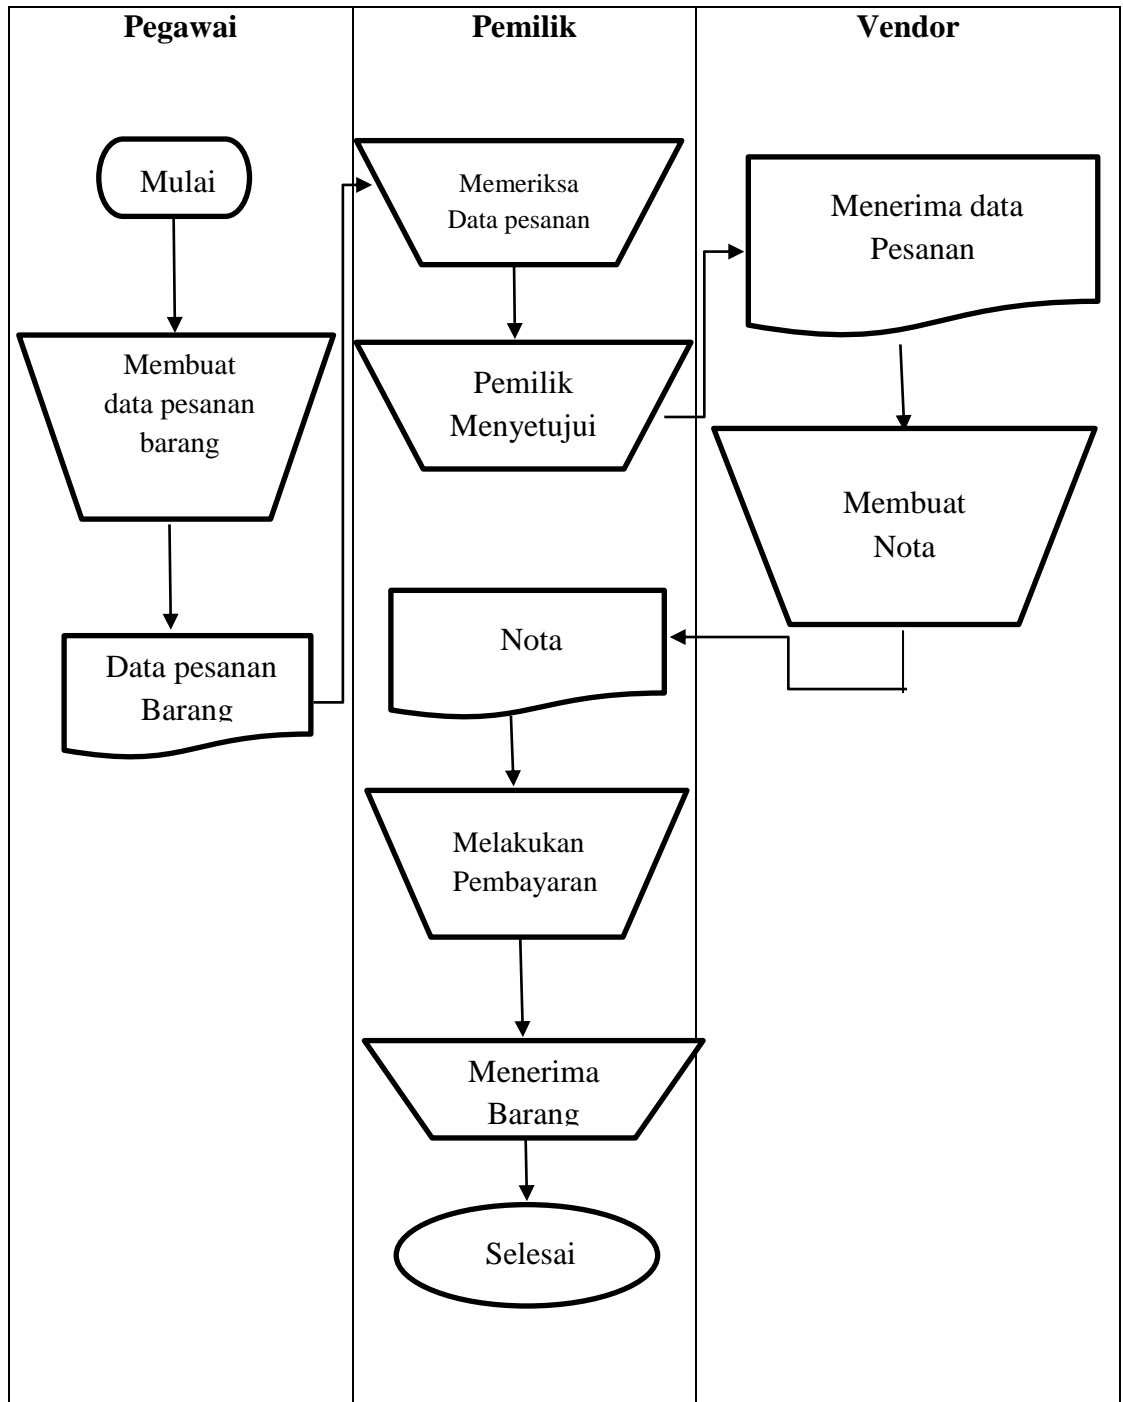 Pegawai
Pemilik
Vendor
Mulai
Membuat
data pesanan
barang
Data pesanan
Barang
Memeriksa
Data pesanan
Pemilik
Menyetujui
Menerima data
Pesanan
Membuat
Nota
Nota
Melakukan
Pembayaran
Menerima
Barang
Selesai